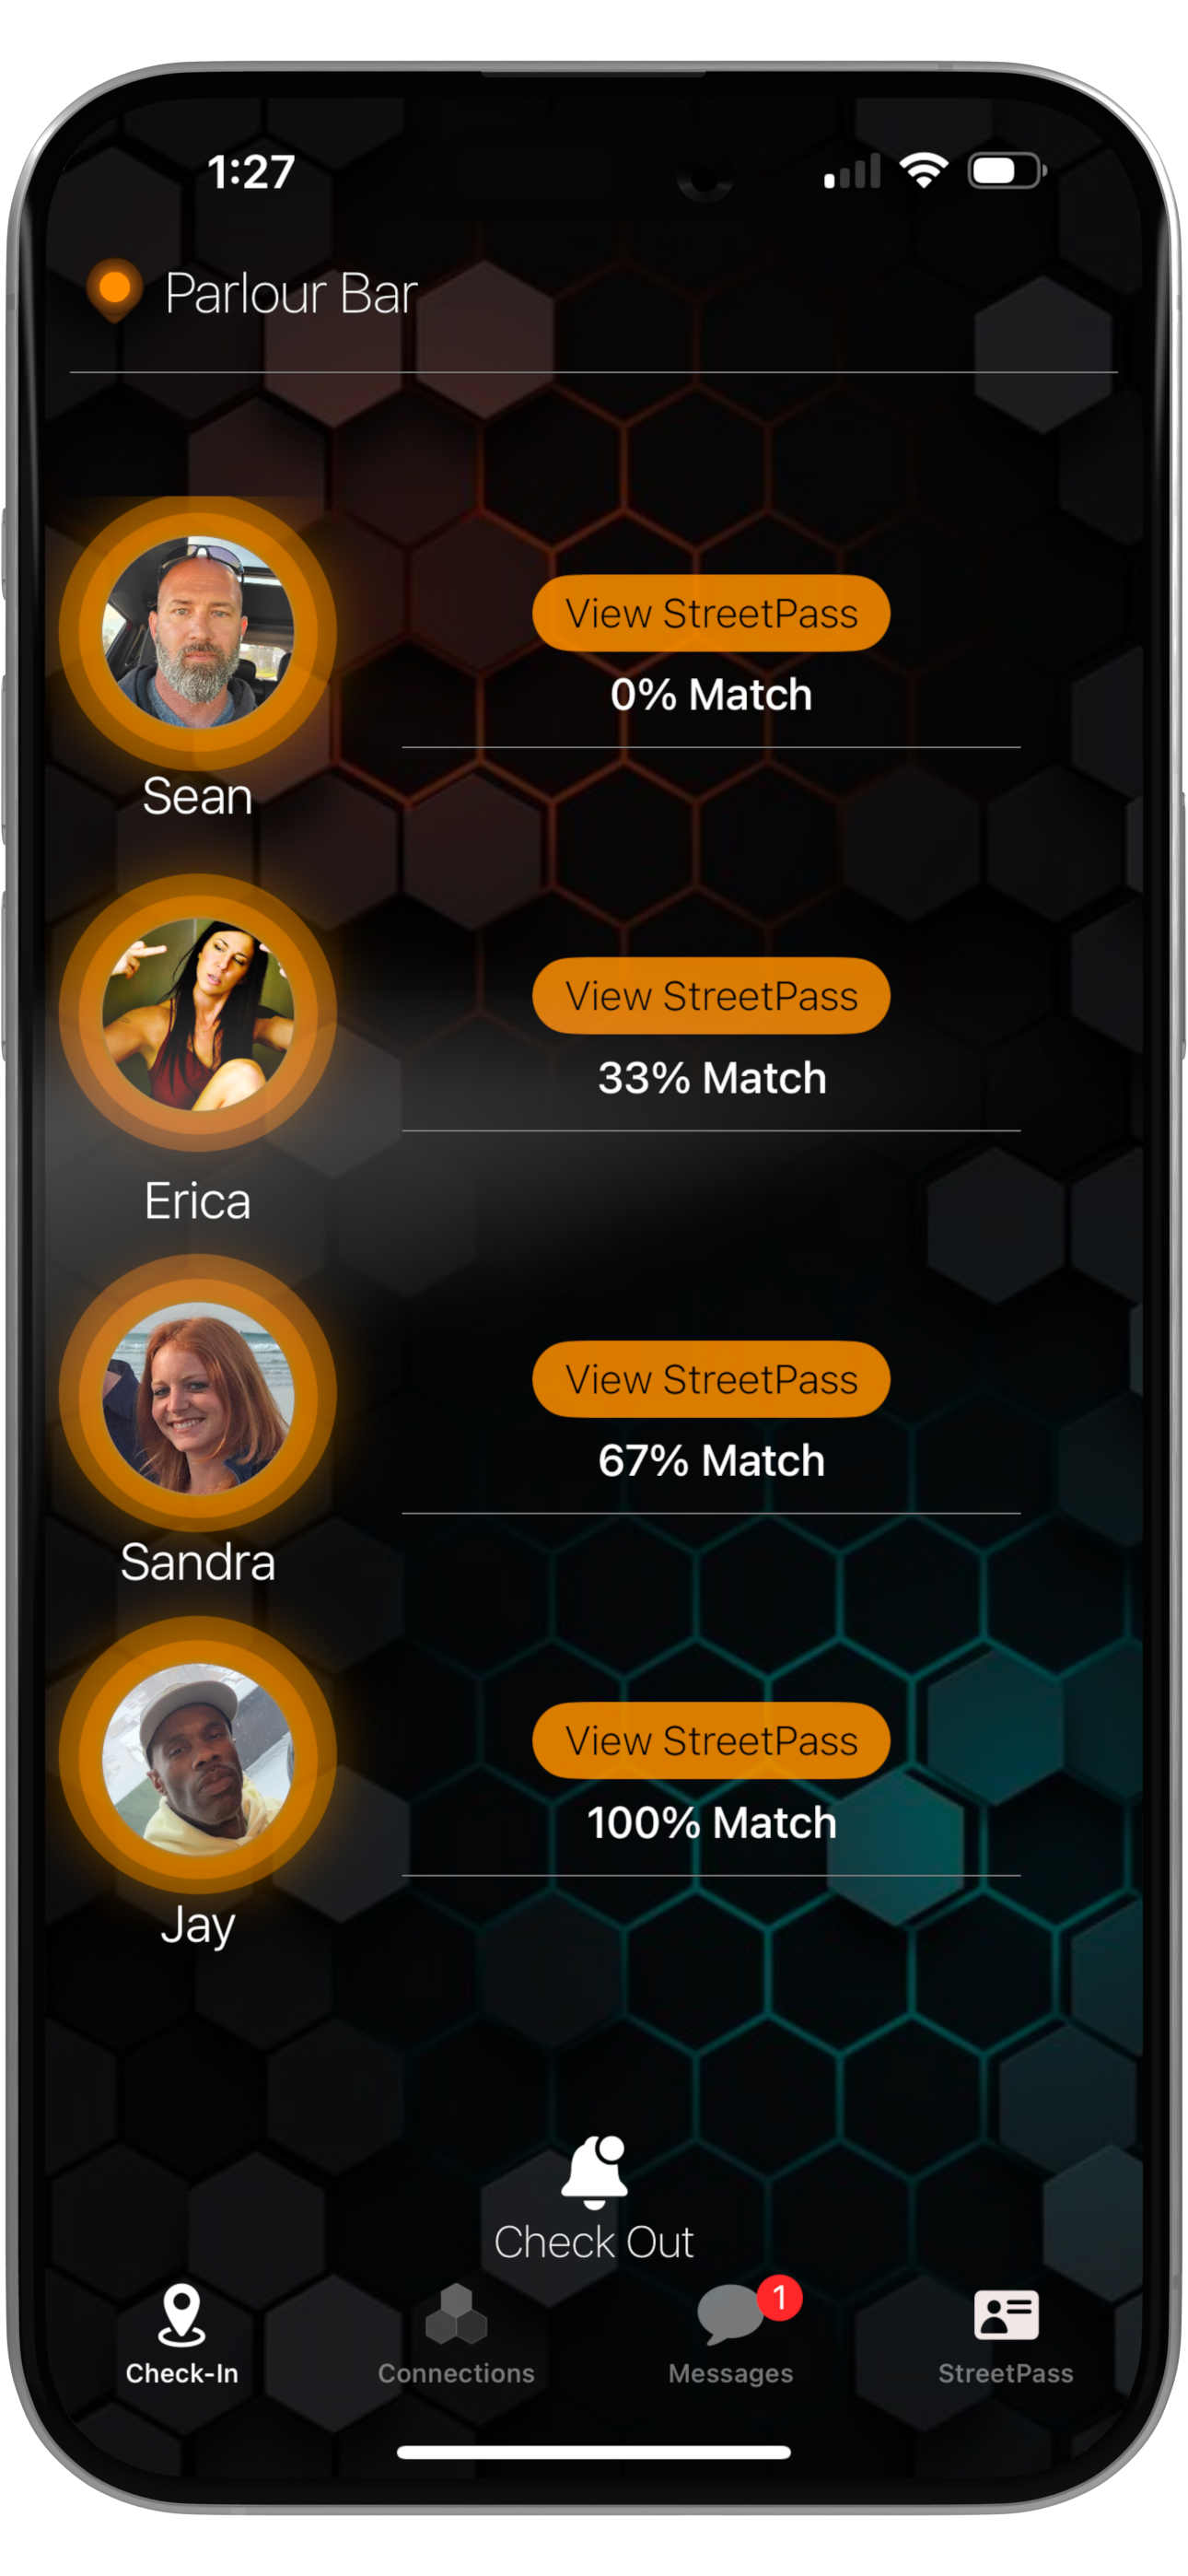 1:27
Parlour Bar
View StreetPass
0% Match
Sean
View StreetPass
33% Match
Erica
View StreetPass
67% Match
Sandra
View StreetPass
100% Match
Jay
Check Out
1
Check-In
Connections
Messages
StreetPass